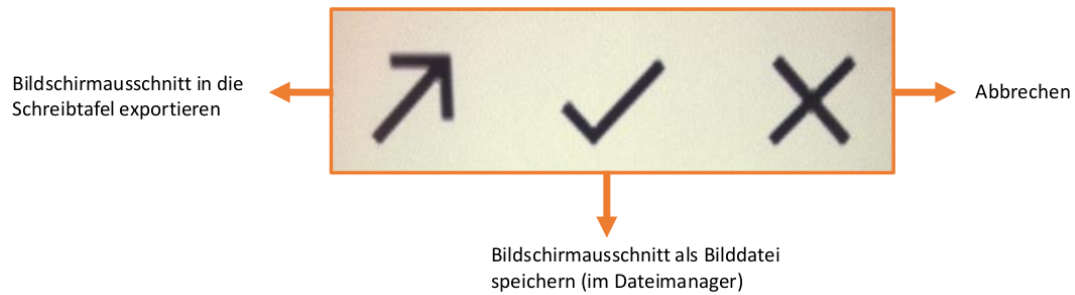 Bildschirmausschnitt in die
Schreibtafel exportieren
Abbrechen
Bildschirmausschnitt als Bilddatei
speichern (im Dateimanager)